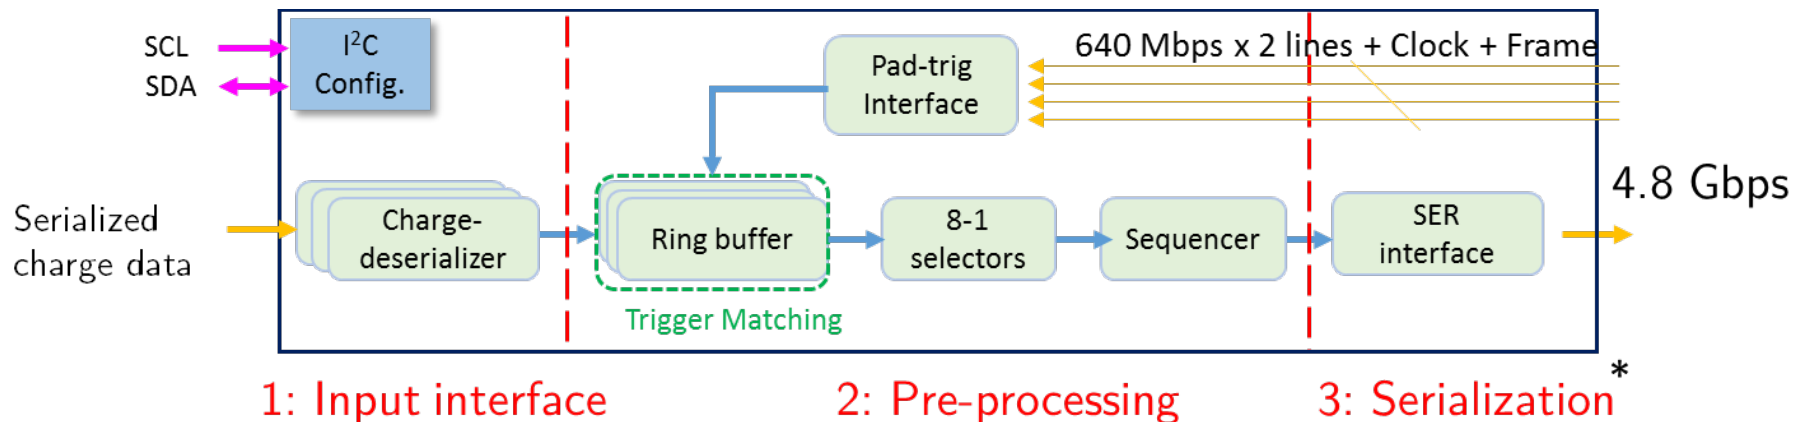 SCL
SDA
I²C
Config.
Pad-trig
Interface
640 Mbps x 2 lines + Clock + Frame
Serialized
charge data
Charge-
deserializer
Ring buffer
Trigger Matching
8-1
selectors
Sequencer
SER
interface
4.8 Gbps
1: Input interface
2: Pre-processing
3: Serialization*